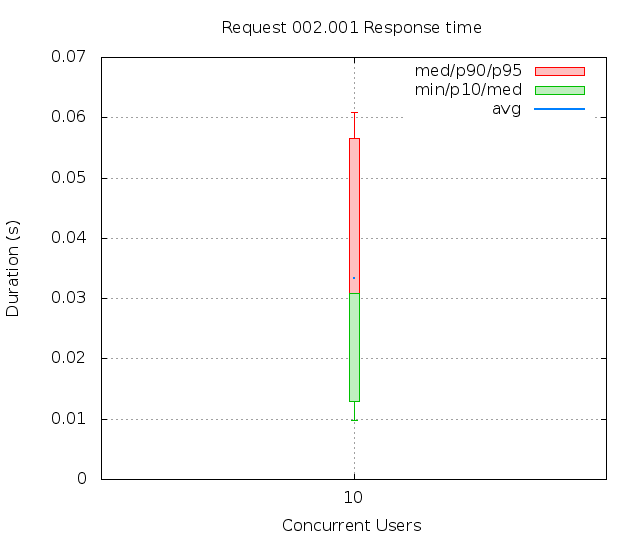 Request 002.001 Response time
med/p90/p95
min/p10/med
avg
0.07
0.06
0.05
0.04
0.03
0.02
0.01
0
Duration (s)
10
Concurrent Users